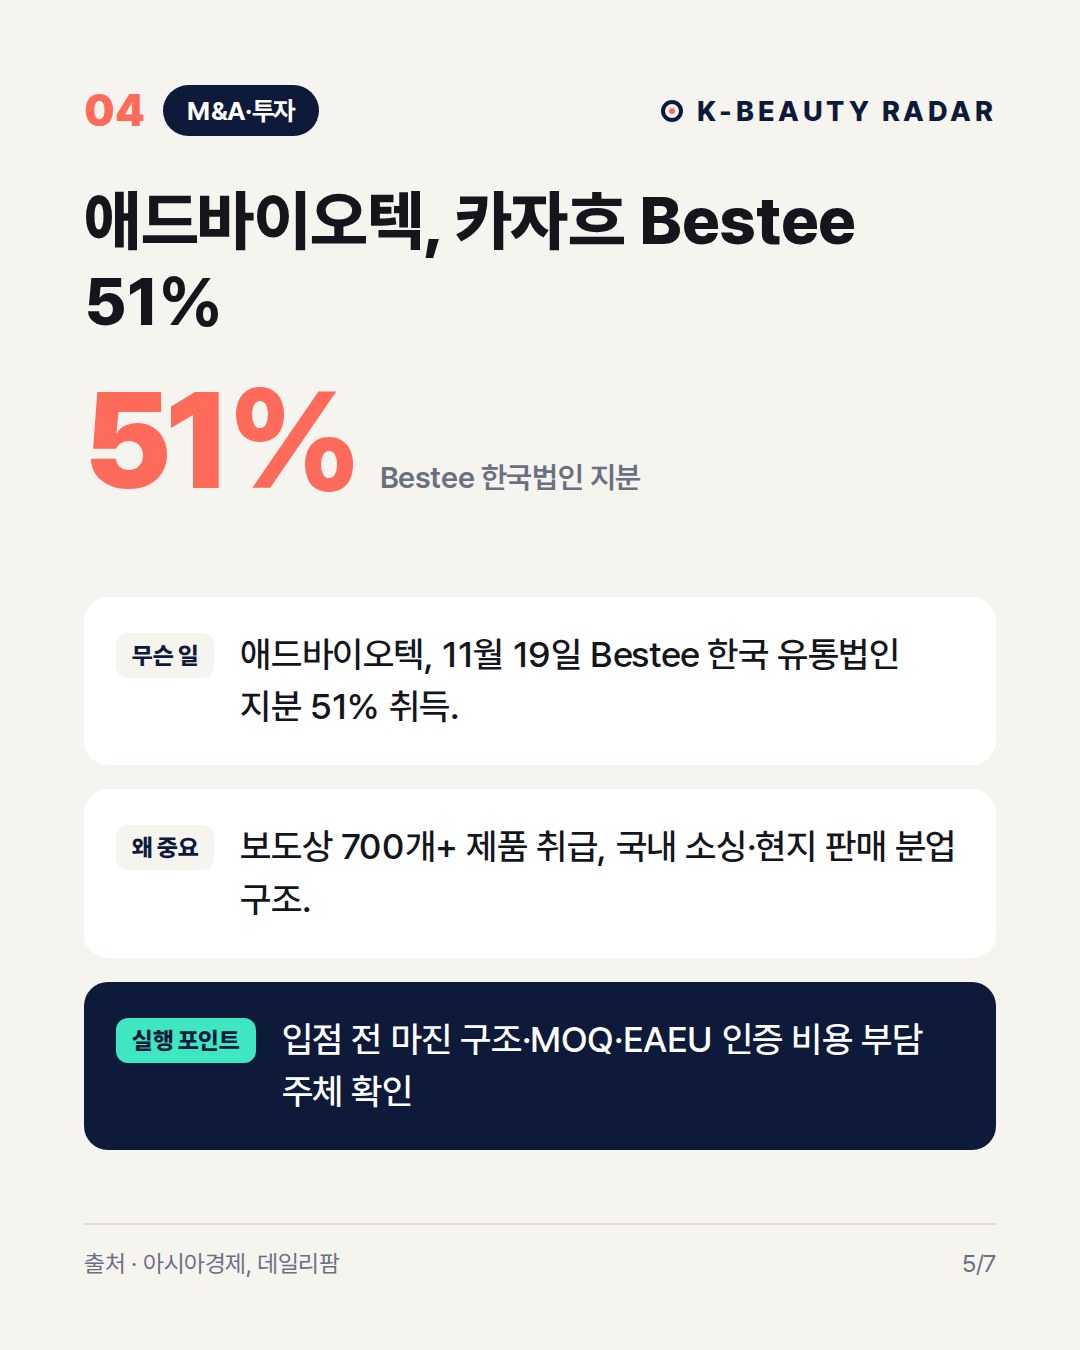 04 M&A·투자
K-BEAUTY RADAR
애드바이오텍, 카자흐 Bestee
51%
51% Bestee 한국법인 지분
무슨 일
애드바이오텍, 11월 19일 Bestee 한국 유통법인
지분 51% 취득.
왜 중요
보도상 700개+ 제품 취급, 국내 소싱·현지 판매 분업
구조.
실행 포인트
입점 전 마진 구조·MOQ·EAEU 인증 비용 부담
주체 확인
출처 · 아시아경제, 데일리팜
5/7